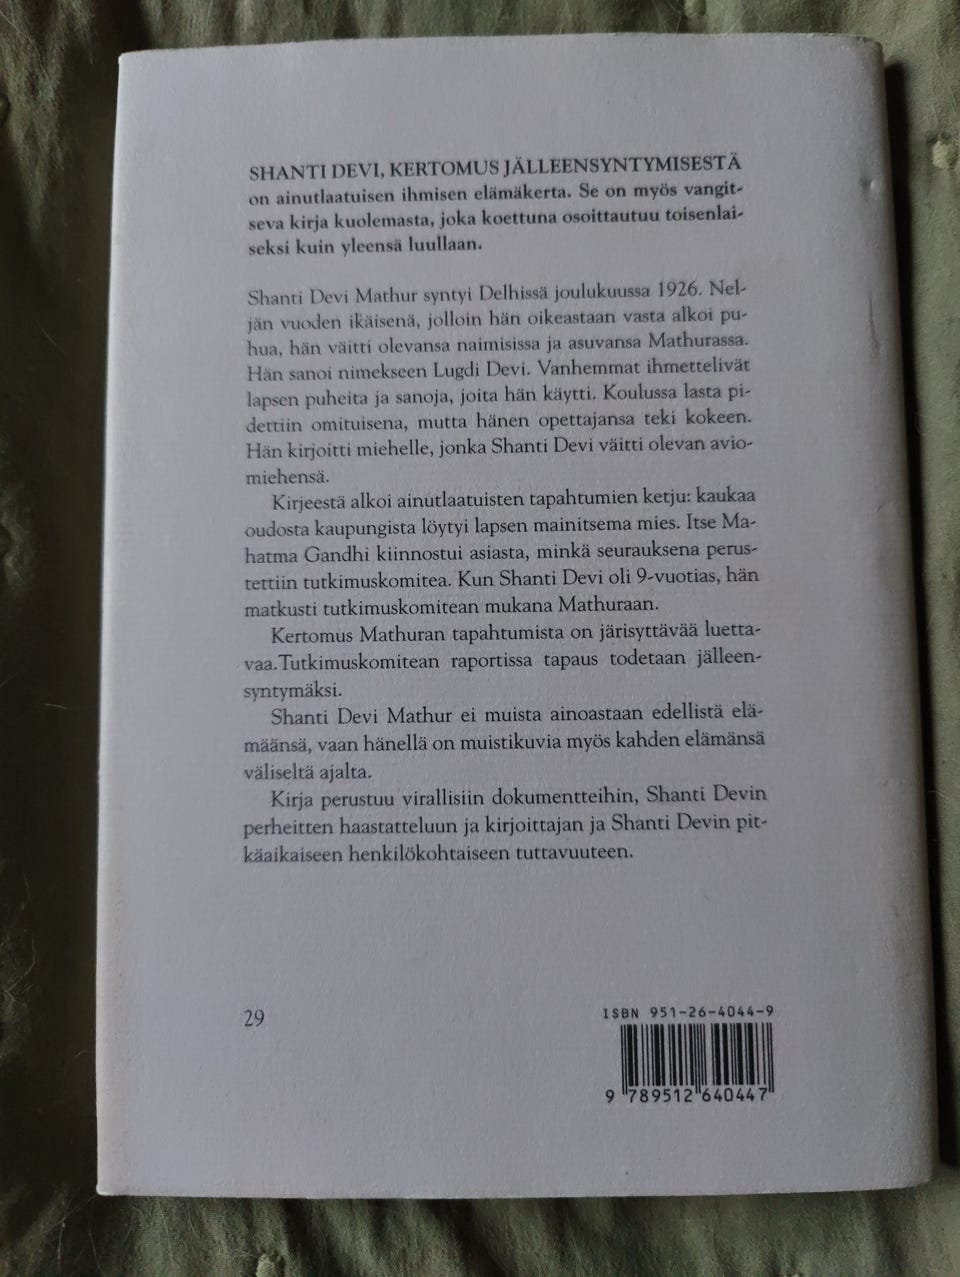 SHANTI DEVI, KERTOMUS JÄLLEENSYNTYMISESTÄ
on ainutlaatuisen ihmisen elämäkerta. Se on myös vangit-
seva kirja kuolemasta, joka koettuna osoittautuu toisenlai-
seksi kuin yleensä luullaan.
Shanti Devi Mathur syntyi Delhissä joulukuussa 1926. Nel-
jän vuoden ikäisenä, jolloin hän oikeastaan vasta alkoi pu-
hua, hän väitti olevansa naimisissa ja asuvansa Mathurassa.
Hän sanoi nimekseen Lugdi Devi. Vanhemmat ihmettelivät
lapsen puheita ja sanoja, joita hän käytti. Koulussa lasta pi-
dettiin omituisena, mutta hänen opettajansa teki kokeen.
Hän kirjoitti miehelle, jonka Shanti Devi väitti olevan avio-
miehensä.
Kirjeestä alkoi ainutlaatuisten tapahtumien ketju: kaukaa
oudosta kaupungista löytyi lapsen mainitsema mies. Itse Ma-
hatma Gandhi kiinnostui asiasta, minkä seurauksena perus-
tettiin tutkimuskomitea. Kun Shanti Devi oli 9-vuotias, hän
matkusti tutkimuskomitean mukana Mathuraan.
Kertomus Mathuran tapahtumista on järisyttävää luetta-
vaa.Tutkimuskomitean raportissa tapaus todetaan jälleen-
syntymäksi.
Shanti Devi Mathur ei muista ainoastaan edellistä elä-
määnsä, vaan hänellä on muistikuvia myös kahden elämänsä
väliseltä ajalta.
Kirja perustuu virallisiin dokumentteihin, Shanti Devin
perheitten haastatteluun ja kirjoittajan ja Shanti Devin pit-
käaikaiseen henkilökohtaiseen tuttavuuteen.
29
ISBN 951-26-4044-9
9 789512 640447